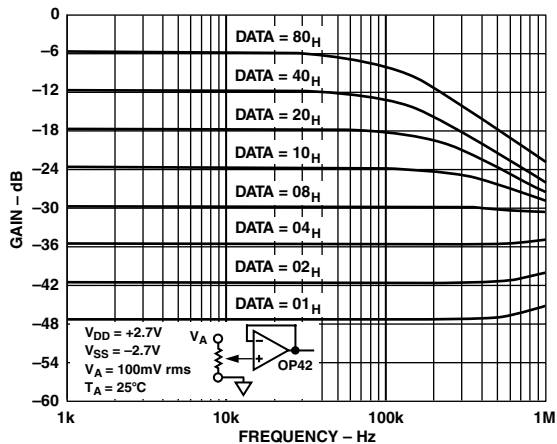 0
–6
–12
–18
–24
–30
–36
–42
–48
–54
–60
GAIN – dB
DATA = 80H
DATA = 40H
DATA = 20H
DATA = 10H
DATA = 08H
DATA = 04H
DATA = 02H
DATA = 01H
VDD = +2.7V
VSS = –2.7V
VA = 100mV rms
TA = 25°C
VA
–
+
OP42
1k
10k
100k
1M
FREQUENCY – Hz